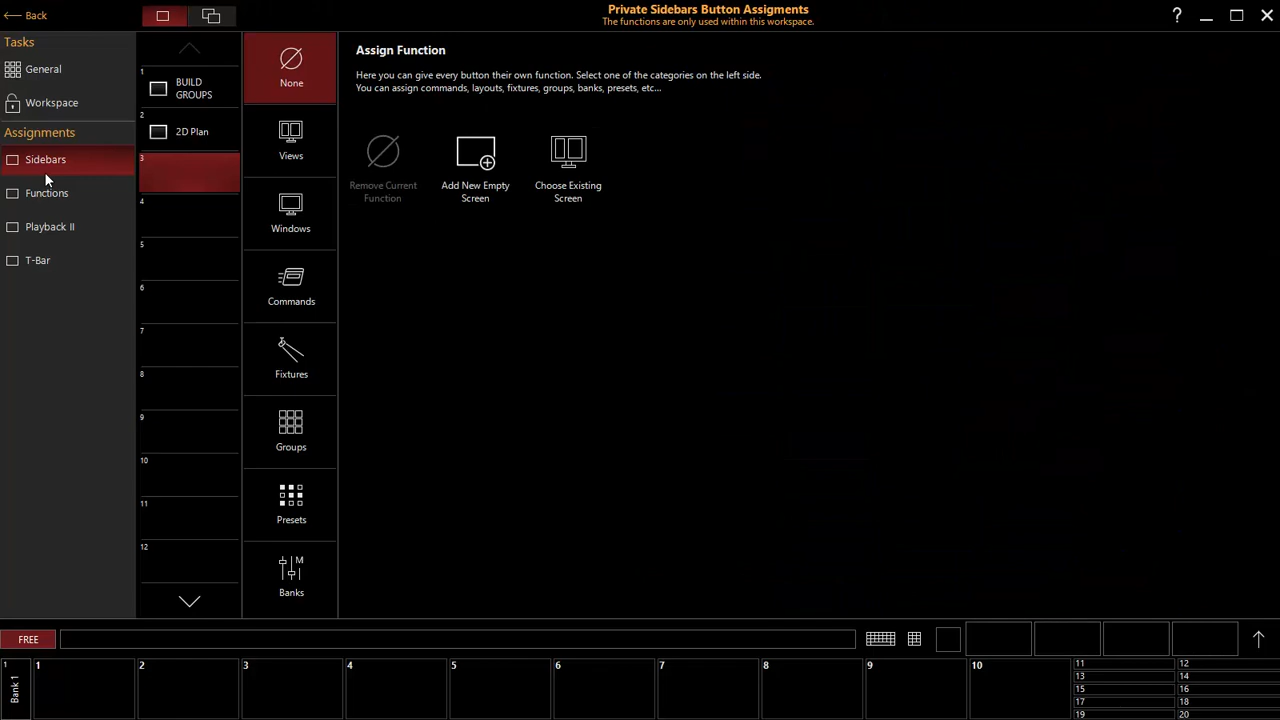 Back
Private Sidebars Button Assigments
The functions are only used within this workspace.
?
Tasks
General
Workspace
Assignments
Sidebars
Functions
Playback II
T-Bar
1
BUILD
GROUPS
2
2D Plan
3
4
5
6
7
8
9
10
11
12
None
Views
Windows
Commands
Fixtures
Groups
Presets
M
Banks
Assign Function
Here you can give every button their own function. Select one of the categories on the left side.
You can assign commands, layouts, fixtures, groups, banks, presets, etc...
Remove Current
Function
Add New Empty
Screen
Choose Existing
Screen
FREE
1
Bank 1
1
2
3
4
5
6
7
8
9
10
11
12
13
14
15
16
17
18
19
20